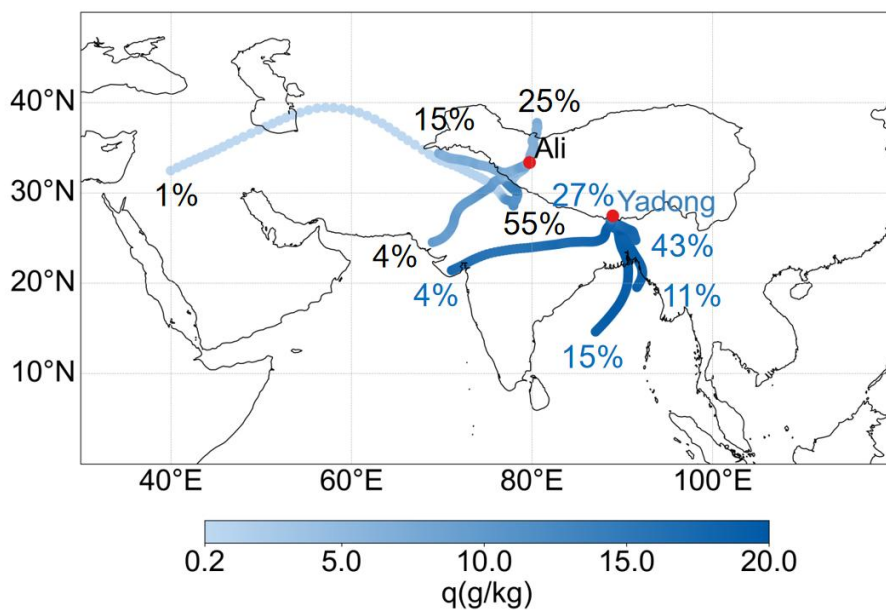 40°N
30°N
20°N
10°N
15%
25%
Ali
1%
27% Yadong
55%
4%
43%
4%
11%
15%
40°E 60°E 80°E 100°E
0.2 5.0 10.0 15.0 20.0
q(g/kg)